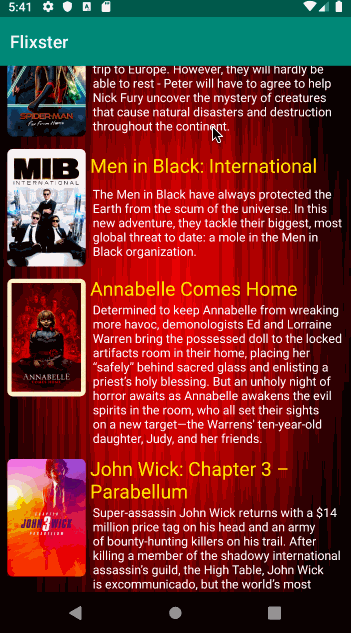 5:41
Flixster
trip to Europe. However, they will hardly be
able to rest - Peter will have to agree to help
Nick Fury uncover the mystery of creatures
that cause natural disasters and destruction
throughout the continent.
SPIDER-MAN
FAR FROM HOME
MIB
INTERNATIONAL
Men in Black: International
The Men in Black have always protected the
Earth from the scum of the universe. In this
new adventure, they tackle their biggest, most
global threat to date: a mole in the Men in
Black organization.
ANNABELLE
Annabelle Comes Home
Determined to keep Annabelle from wreaking
more havoc, demonologists Ed and Lorraine
Warren bring the possessed doll to the locked
artifacts room in their home, placing her
“safely” behind sacred glass and enlisting a
priest’s holy blessing. But an unholy night of
horror awaits as Annabelle awakens the evil
spirits in the room, who all set their sights
on a new target—the Warrens' ten-year-old
daughter, Judy, and her friends.
JOHN WICK
3
PARABELLUM
John Wick: Chapter 3 –
Parabellum
Super-assassin John Wick returns with a $14
million price tag on his head and an army
of bounty-hunting killers on his trail. After
killing a member of the shadowy international
assassin’s guild, the High Table, John Wick
is excommunicado, but the world’s most